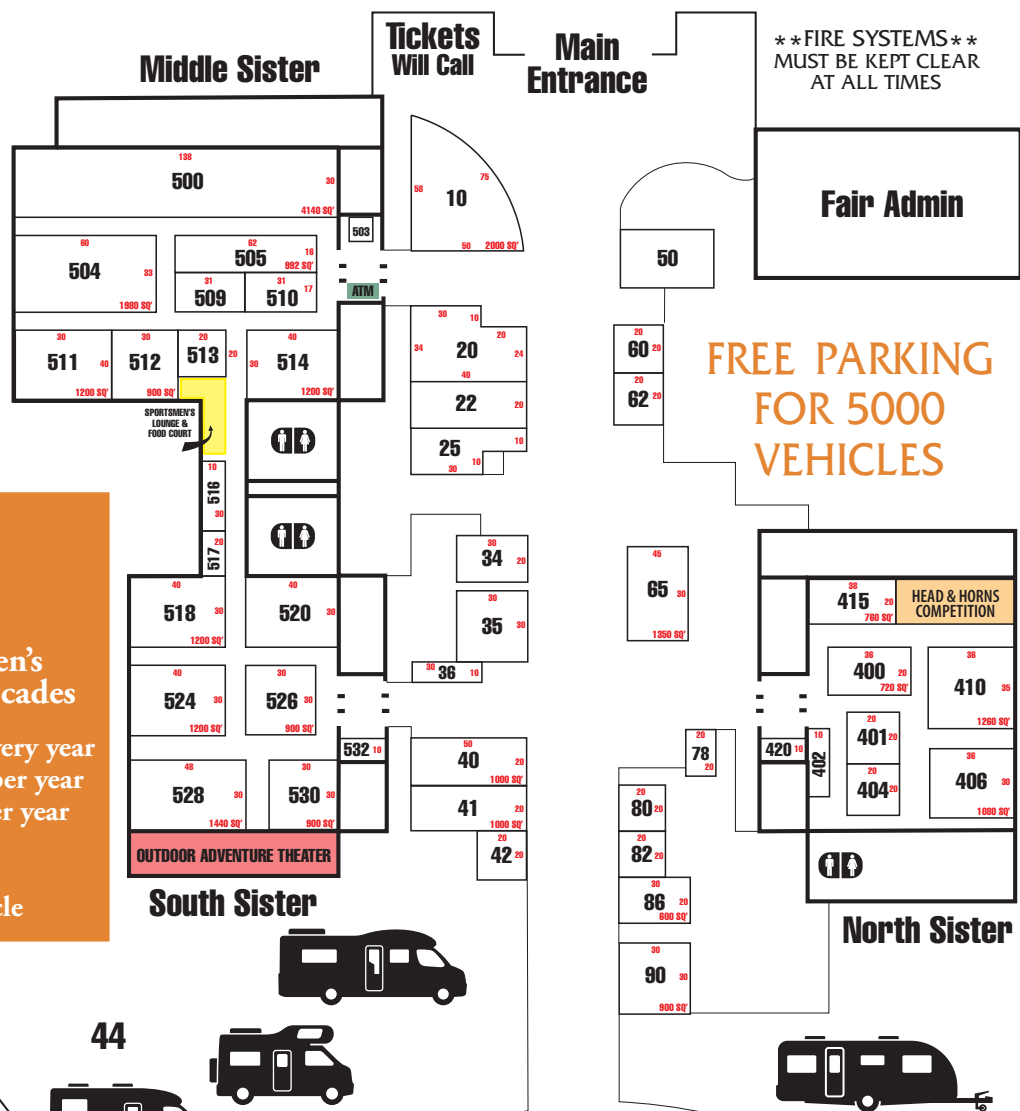 Tickets
Will Call
Main
Entrance
**FIRE SYSTEMS**
MUST BE KEPT CLEAR
AT ALL TIMES
Middle Sister
138
500
30
4140 SQ'
58
75
10
50
2000 SQ'
Fair Admin
503
60
504
33
1980 SQ'
62
505
16
992 SQ'
31
509
31
510
17
ATM
50
30
511
40
1200 SQ'
30
512
900 SQ'
20
513
20
40
30
514
1200 SQ'
30
10
34
20
20
24
40
22
20
25
10
30
10
20
60
20
20
62
20
FREE PARKING
FOR 5000
VEHICLES
SPORTSMEN'S
LOUNGE &
FOOD COURT
10
516
30
517
20
40
518
30
1200 SQ'
40
520
30
30
34
20
30
35
30
30
36
10
45
65
30
1350 SQ'
38
415
20
760 SQ'
HEAD & HORNS
COMPETITION
36
400
20
720 SQ'
36
410
35
1260 SQ'
en's
cades
very year
per year
er year
cle
40
524
30
1200 SQ'
30
526
30
900 SQ'
532
10
50
40
20
1000 SQ'
41
20
1000 SQ'
20
42
20
20
78
20
420
10
10
402
20
401
20
20
404
20
36
406
30
1080 SQ'
48
528
30
1440 SQ'
30
530
30
900 SQ'
20
80
20
20
82
20
30
86
20
600 SQ'
30
90
30
900 SQ'
OUTDOOR ADVENTURE THEATER
South Sister
North Sister
44